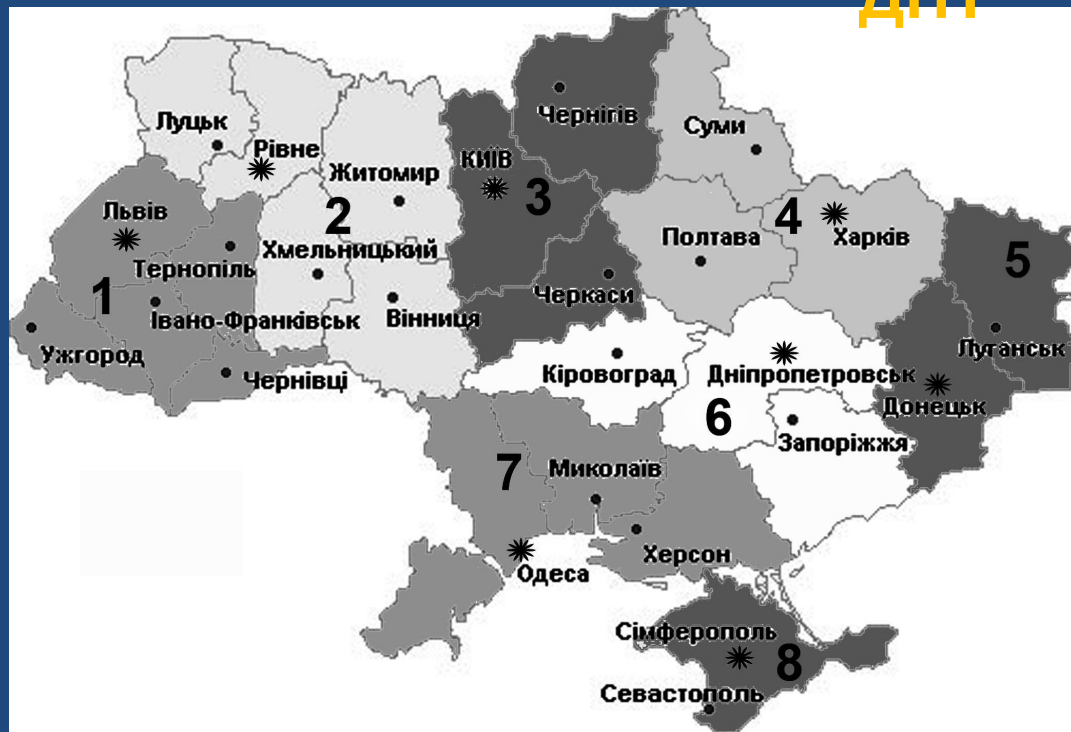 Чернігів
Луцьк
Суми
Рівне
КИЇВ
Житомир
3
Львів
2
4
Полтава
Харків
Хмельницький
5
Тернопіль
1
Черкаси
Івано-Франківськ
Вінниця
Ужгород
Луганськ
Чернівці
Кіровоград
Дніпропетровськ
Донецьк
6
Запоріжжя
7
Миколаїв
Херсон
Одеса
Сімферополь
8
Севастополь